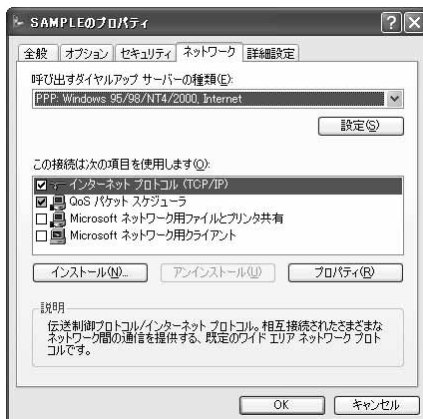 SAMPLEのプロパティ
全般 オプション セキュリティ ネットワーク 詳細設定
呼び出すダイヤルアップ サーバーの種類(E):
PPP: Windows 95/98/NT4/2000, Internet
設定(S)
この接続は次の項目を使用します(O):
インターネット プロトコル (TCP/IP)
QoS パケット スケジューラ
Microsoft ネットワーク用ファイルとプリンタ共有
Microsoft ネットワーク用クライアント
インストール(N)... アンインストール(U) プロパティ(R)
説明
伝送制御プロトコル/インターネット プロトコル。相互接続されたさまざまな
ネットワーク間の通信を提供する、既定のワイド エリア ネットワーク プロト
コルです。
OK キャンセル